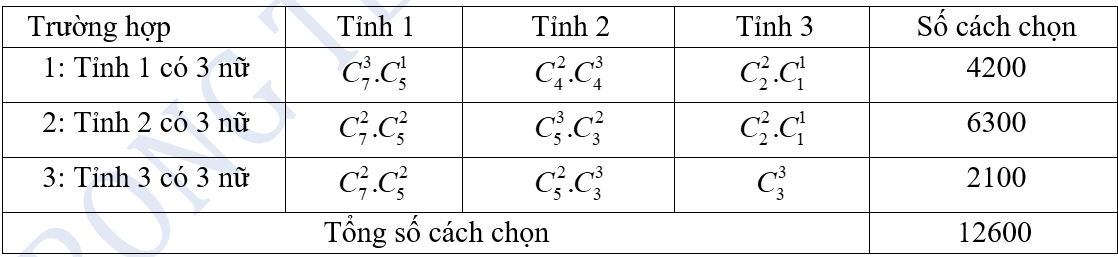 Trường hợp Tỉnh 1 Tỉnh 2 Tỉnh 3 Số cách chọn
1: Tỉnh 1 có 3 nữ $C_7^3.C_5^1$ $C_4^2.C_4^3$ $C_2^2.C_1^1$ 4200
2: Tỉnh 2 có 3 nữ $C_7^2.C_5^2$ $C_5^3.C_3^2$ $C_2^2.C_1^1$ 6300
3: Tỉnh 3 có 3 nữ $C_7^2.C_5^2$ $C_5^2.C_3^3$ $C_3^3$ 2100
Tổng số cách chọn 12600